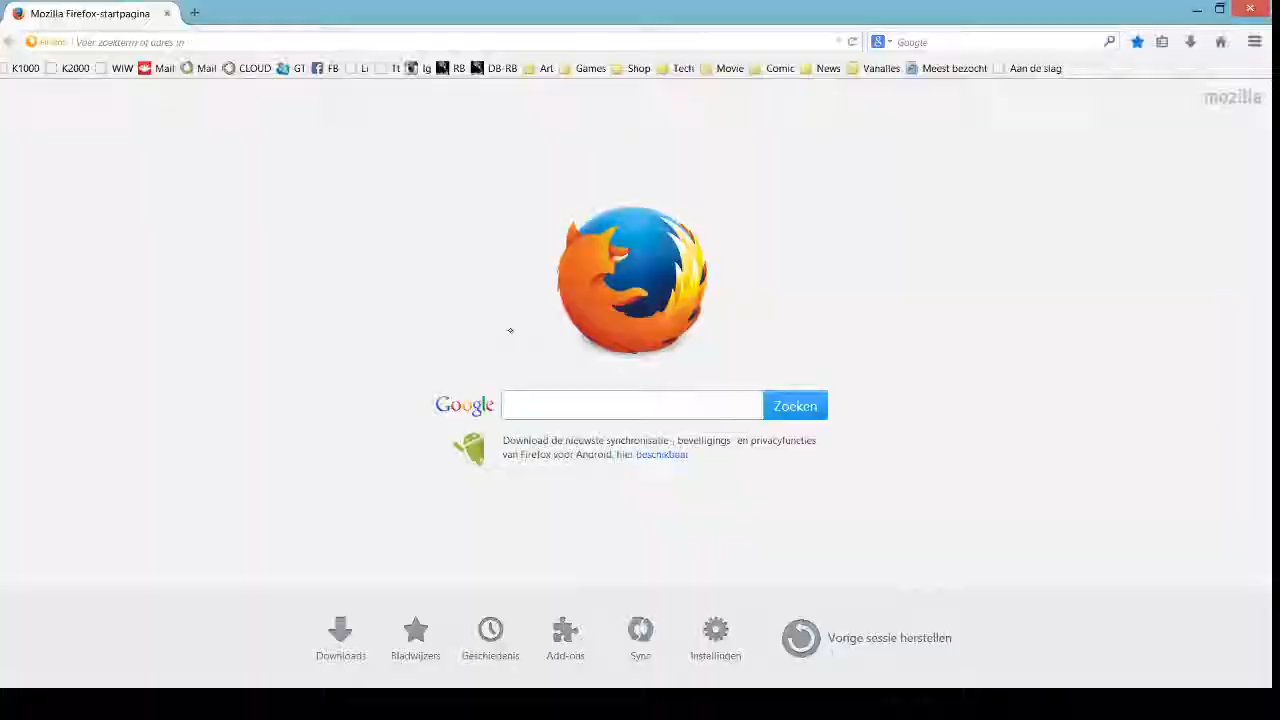 Mozilla Firefox-startpagina
Voer zoekterm of adres in
Google
K1000 K2000 WiW Mail Mail CLOUD GT FB Li Tt Ig RB DB-RB Art Games Shop Tech Movie Comic News Vanalles Meest bezocht Aan de slag
mozilla
Google
Zoeken
Download de nieuwste synchronisatie-, beveiligings- en privacyfuncties
van Firefox voor Android, hier beschikbaar
Downloads Bladwijzers Geschiedenis Add-ons Sync Instellingen Vorige sessie herstellen